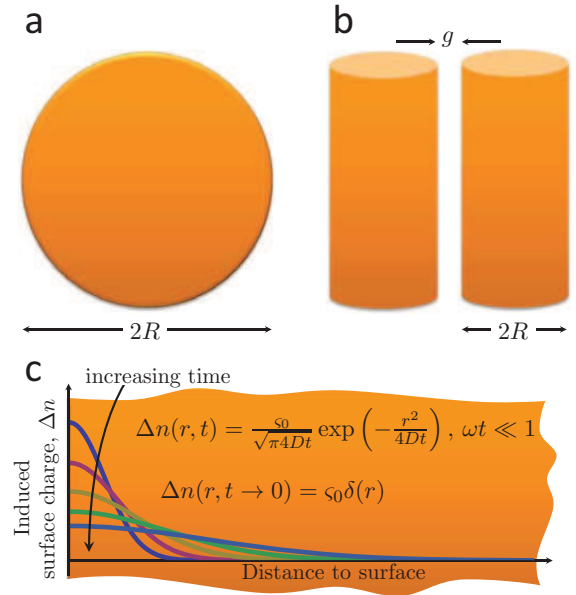 a
b
g
2R
2R
c
increasing time
Induced
surface charge, Δn
Δn(r, t) = ς₀/√(π4Dt) exp (−r²/4Dt), ωt ≪ 1
Δn(r, t → 0) = ς₀δ(r)
Distance to surface